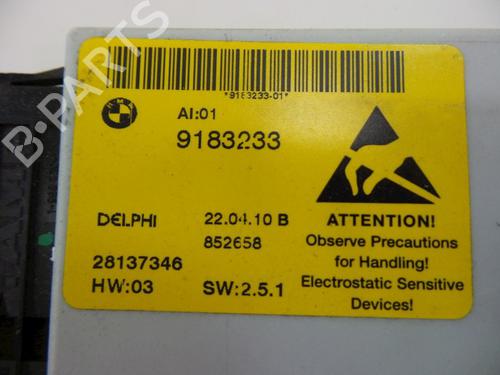 *9183233-01*
BMW
AI:01
9183233
DELPHI
22.04.10 B
852658
28137346
HW:03
SW:2.5.1
ATTENTION!
Observe Precautions
for Handling!
Electrostatic Sensitive
Devices!
B-PARTS